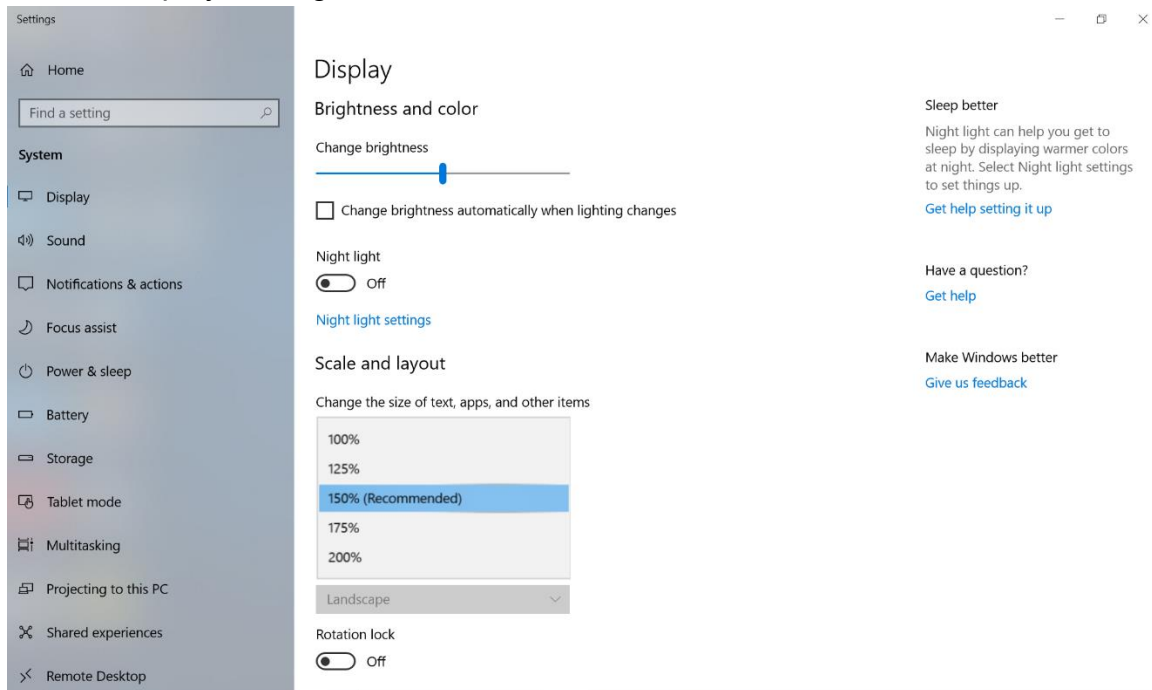 Settings
Home
Find a setting
System
Display
Sound
Notifications & actions
Focus assist
Power & sleep
Battery
Storage
Tablet mode
Multitasking
Projecting to this PC
Shared experiences
Remote Desktop
Display
Brightness and color
Change brightness
Change brightness automatically when lighting changes
Night light
Off
Night light settings
Scale and layout
Change the size of text, apps, and other items
100%
125%
150% (Recommended)
175%
200%
Landscape
Rotation lock
Off
Sleep better
Night light can help you get to
sleep by displaying warmer colors
at night. Select Night light settings
to set things up.
Get help setting it up
Have a question?
Get help
Make Windows better
Give us feedback